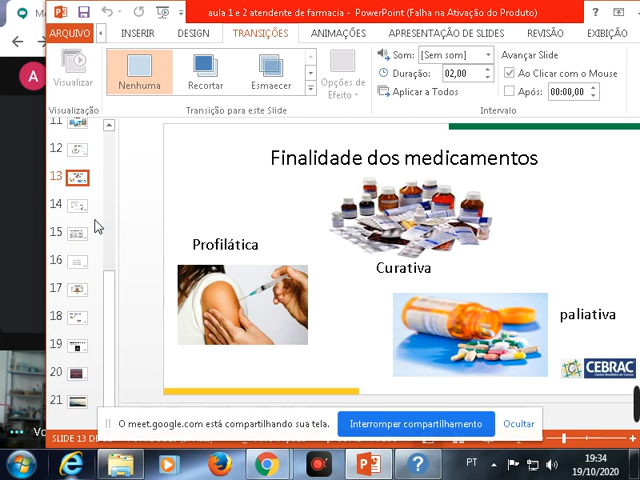 aula 1 e 2 atendente de farmacia - PowerPoint (Falha na Ativação do Produto)
ARQUIVO INSERIR DESIGN TRANSIÇÕES ANIMAÇÕES APRESENTAÇÃO DE SLIDES REVISÃO EXIBIÇÃO
A
Visualizar
Nenhuma Recortar Esmaecer
Opções de Efeito
Som: [Sem som]
Duração: 02,00
Aplicar a Todos
Avançar Slide
Ao Clicar com o Mouse
Após: 00:00,00
Visualização Transição para este Slide Intervalo
11
12
13
14
15
16
17
18
19
20
21
Finalidade dos medicamentos
Profilática
Curativa
paliativa
CEBRAC
O meet.google.com está compartilhando sua tela. Interromper compartilhamento Ocultar
SLIDE 13 DE
PT
19:34
19/10/2020